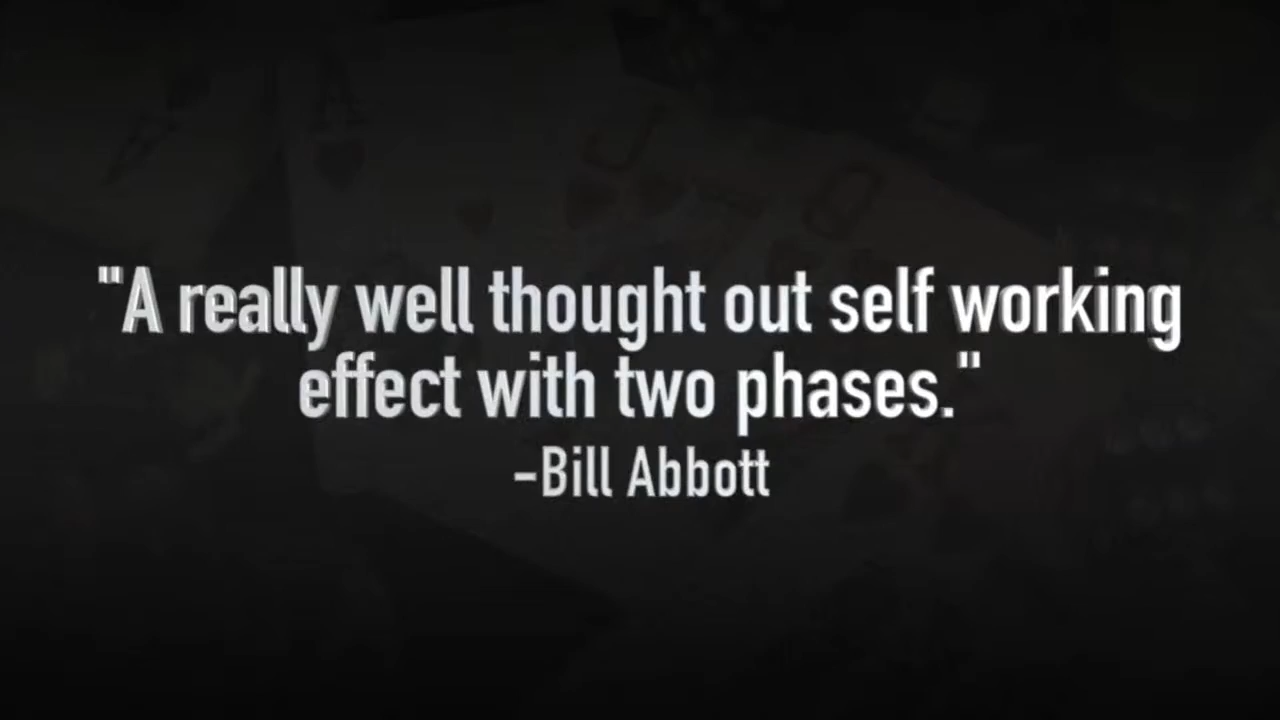 "A really well thought out self working
effect with two phases."
-Bill Abbott